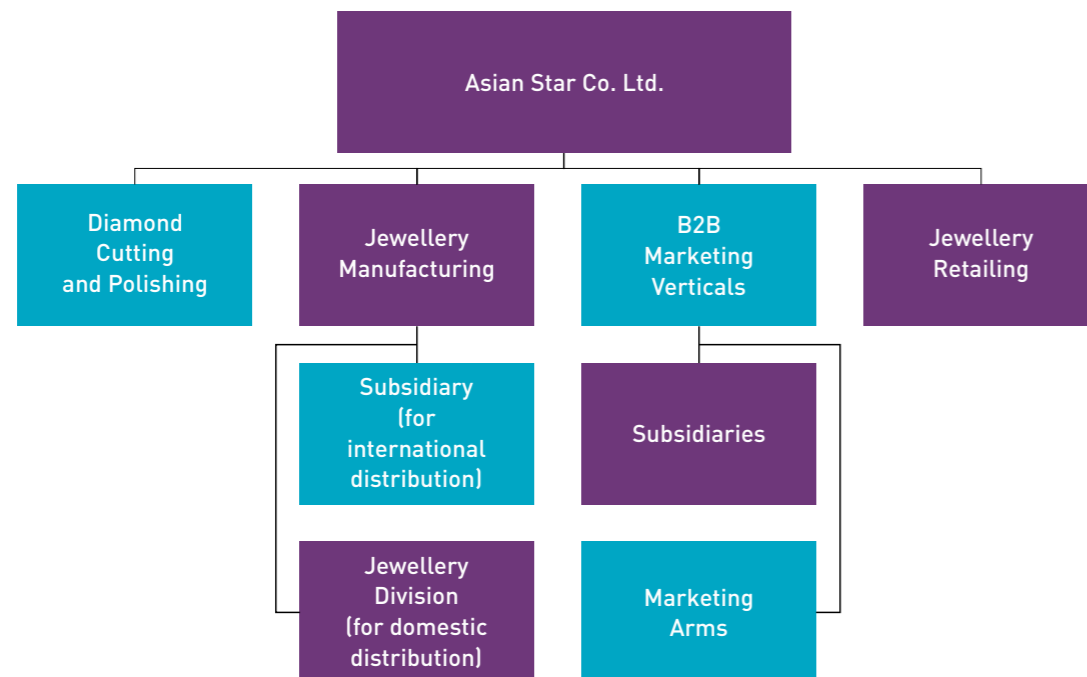 Asian Star Co. Ltd.
Diamond
Cutting
and Polishing
Jewellery
Manufacturing
B2B
Marketing
Verticals
Jewellery
Retailing
Subsidiary
(for
international
distribution)
Subsidiaries
Jewellery
Division
(for domestic
distribution)
Marketing
Arms